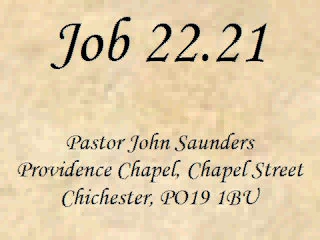 Job 22.21
Pastor John Saunders
Providence Chapel, Chapel Street
Chichester, PO19 1BU